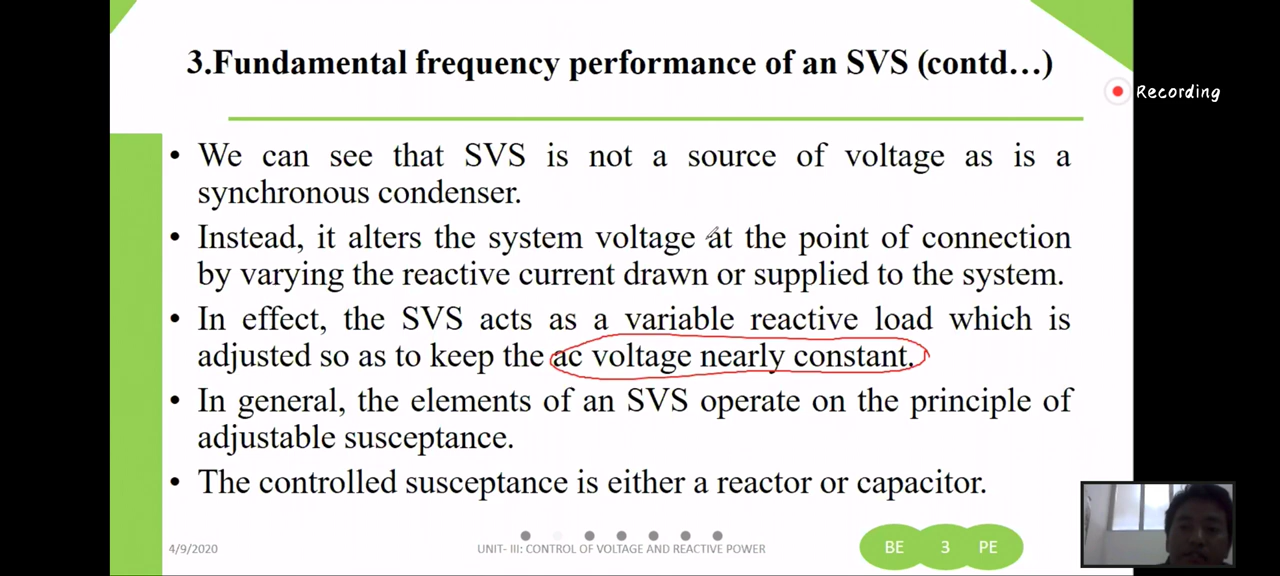 3.Fundamental frequency performance of an SVS (contd…)
Recording
• We can see that SVS is not a source of voltage as is a
synchronous condenser.
• Instead, it alters the system voltage at the point of connection
by varying the reactive current drawn or supplied to the system.
• In effect, the SVS acts as a variable reactive load which is
adjusted so as to keep the ac voltage nearly constant.
• In general, the elements of an SVS operate on the principle of
adjustable susceptance.
• The controlled susceptance is either a reactor or capacitor.
4/9/2020
UNIT- III: CONTROL OF VOLTAGE AND REACTIVE POWER
BE 3 PE